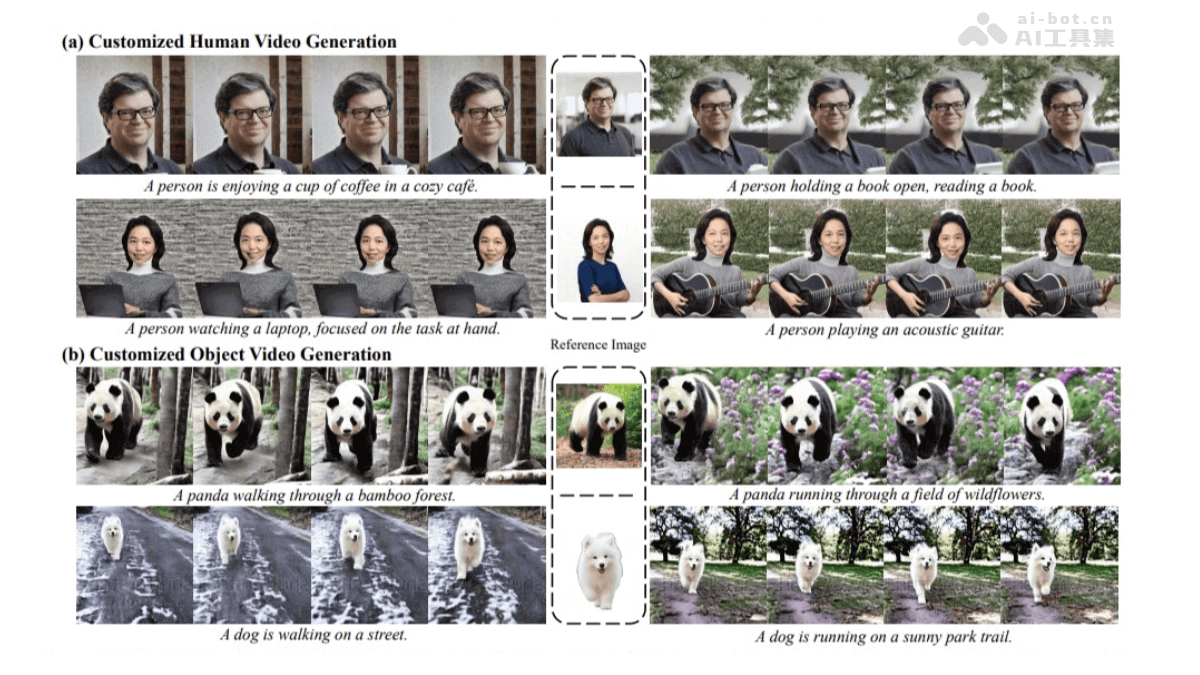 ai-bot.cn
AI工具集
(a) Customized Human Video Generation
A person is enjoying a cup of coffee in a cozy café.
A person holding a book open, reading a book.
A person watching a laptop, focused on the task at hand.
A person playing an acoustic guitar.
Reference Image
(b) Customized Object Video Generation
A panda walking through a bamboo forest.
A panda running through a field of wildflowers.
A dog is walking on a street.
A dog is running on a sunny park trail.